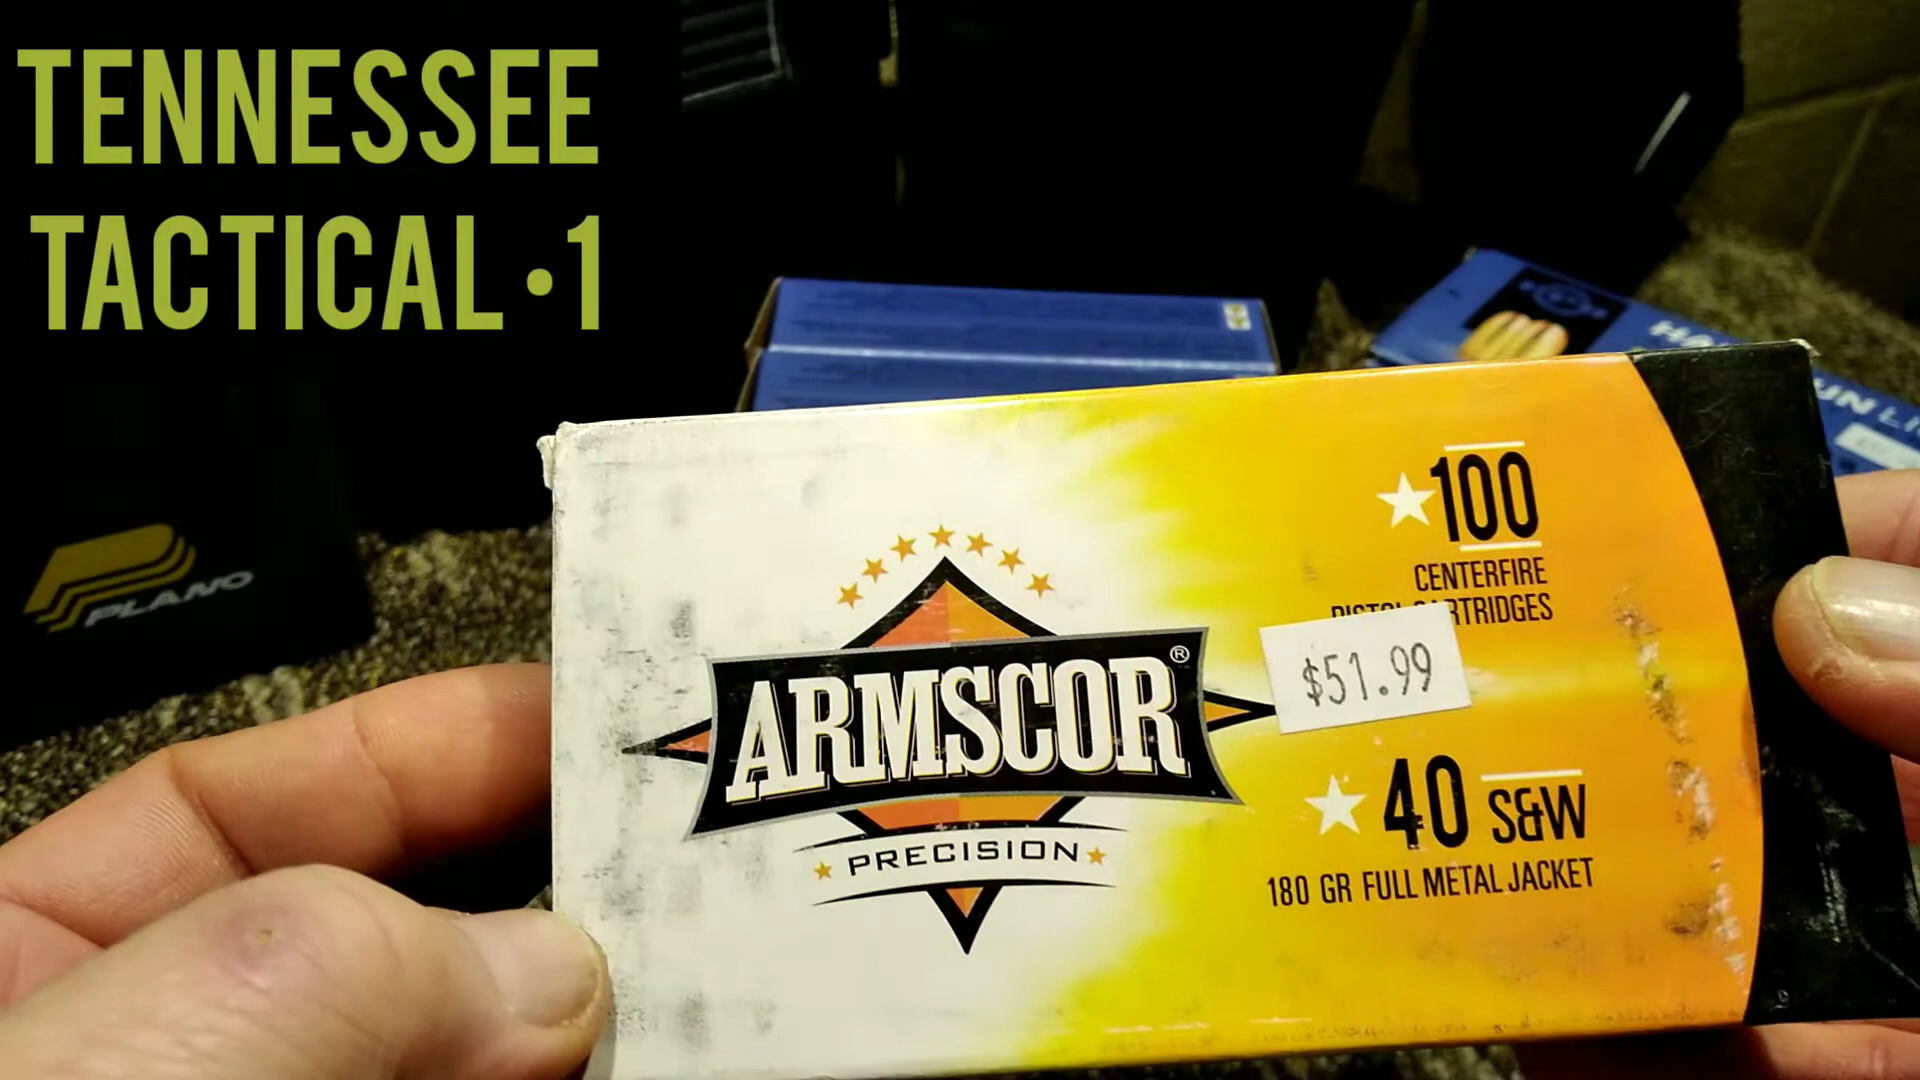 TENNESSEE
TACTICAL•1
PLANO
100
CENTERFIRE
ARMSCOR®
PRECISION
$51.99
40 S&W
180 GR FULL METAL JACKET